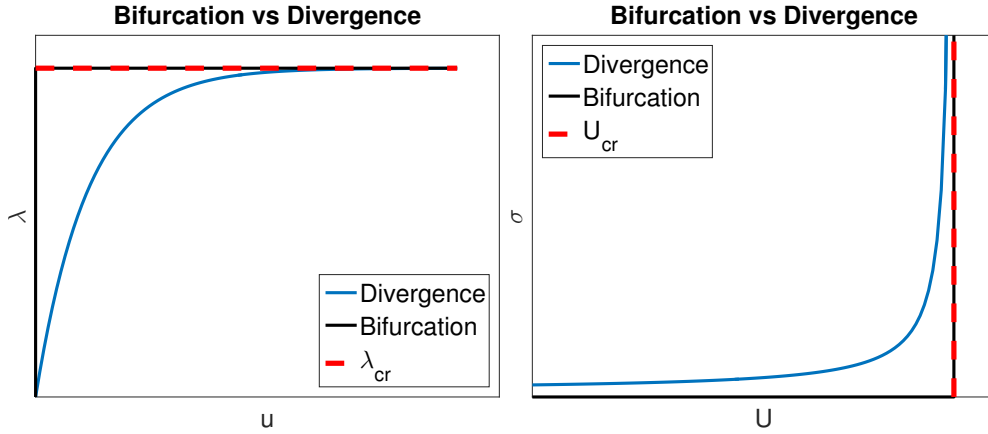 Bifurcation vs Divergence
λ
Divergence
Bifurcation
λcr
u
Bifurcation vs Divergence
σ
Divergence
Bifurcation
Ucr
U